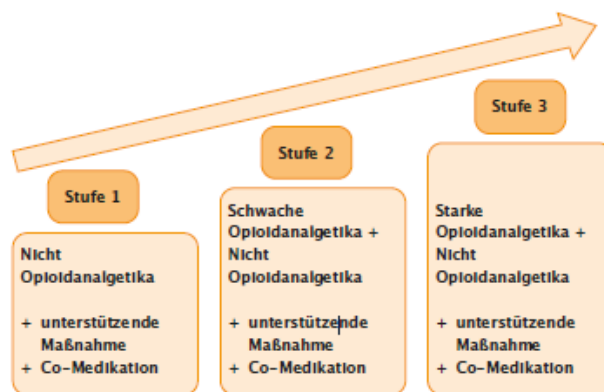 Stufe 1
Nicht
Opioidanalgetika
+ unterstützende
Maßnahme
+ Co-Medikation
Stufe 2
Schwache
Opioidanalgetika +
Nicht
Opioidanalgetika
+ unterstützende
Maßnahme
+ Co-Medikation
Stufe 3
Starke
Opioidanalgetika +
Nicht
Opioidanalgetika
+ unterstützende
Maßnahme
+ Co-Medikation